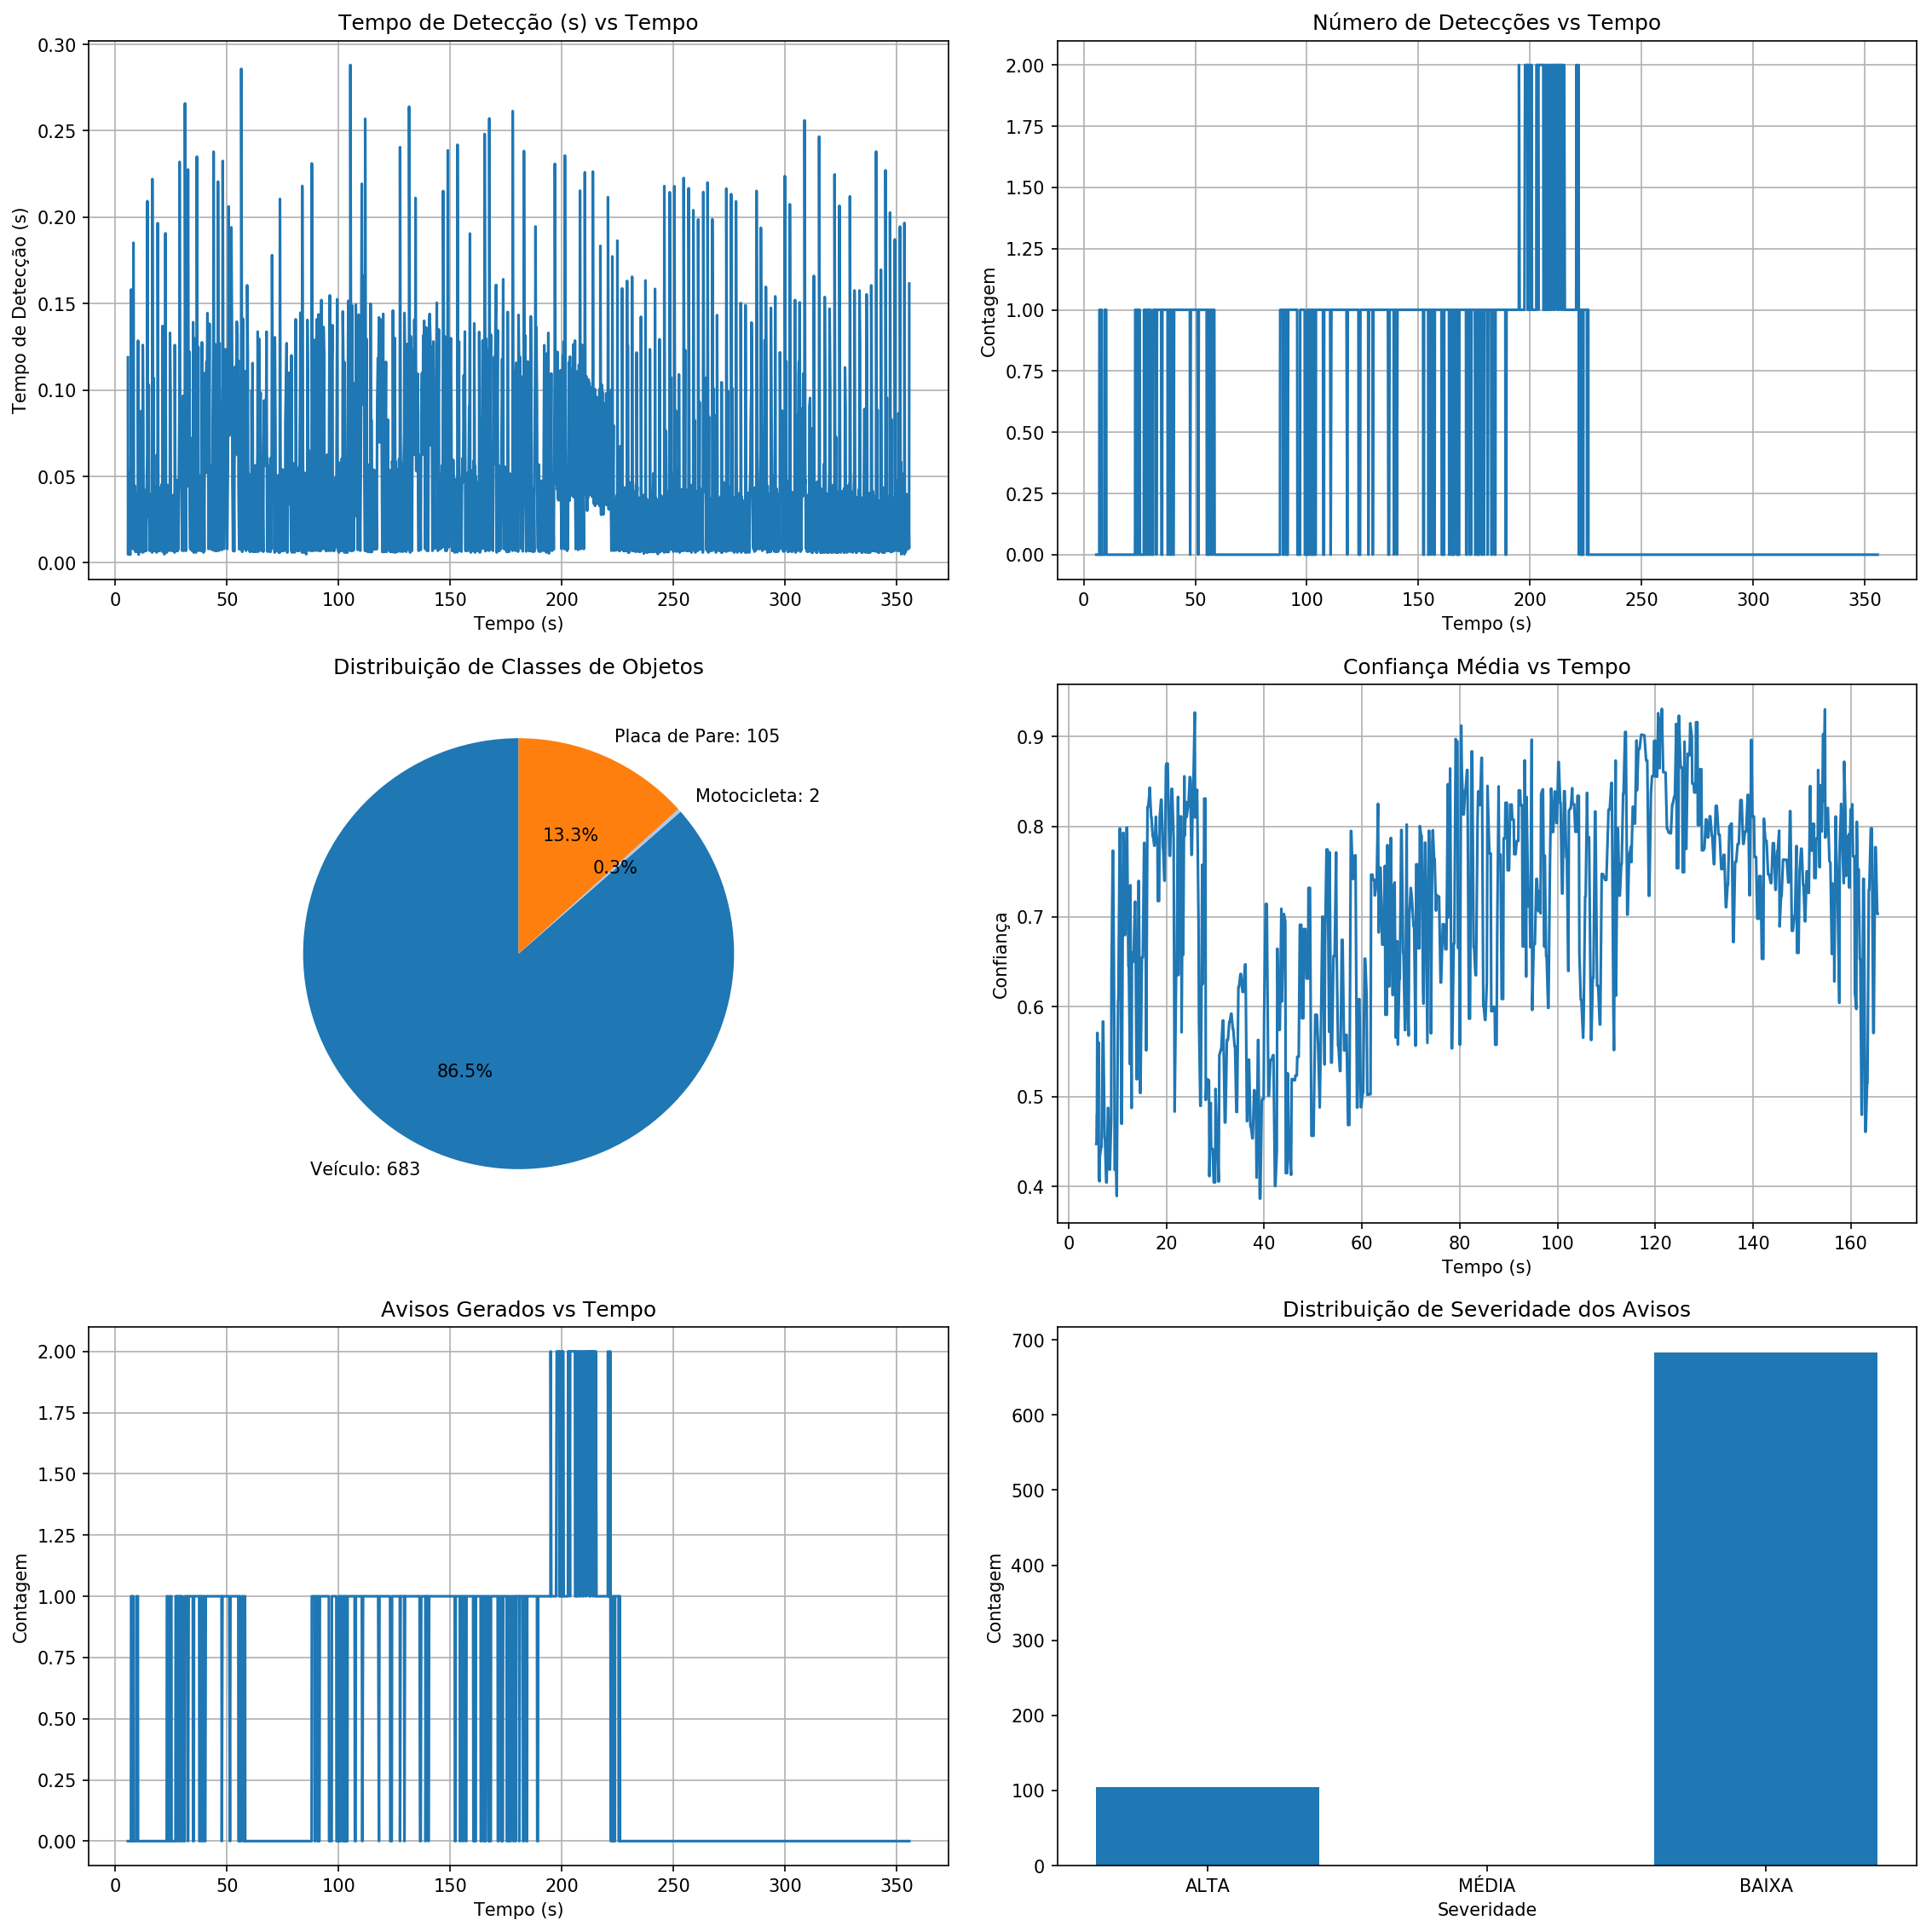 Tempo de Detecção (s) vs Tempo
0.30
0.25
0.20
0.15
0.10
0.05
0.00
Tempo de Detecção (s)
0 50 100 150 200 250 300 350
Tempo (s)
Número de Detecções vs Tempo
2.00
1.75
1.50
1.25
1.00
0.75
0.50
0.25
0.00
Contagem
0 50 100 150 200 250 300 350
Tempo (s)
Distribuição de Classes de Objetos
Placa de Pare: 105
Motocicleta: 2
13.3%
0.3%
86.5%
Veículo: 683
Confiança Média vs Tempo
0.9
0.8
0.7
0.6
0.5
0.4
Confiança
0 20 40 60 80 100 120 140 160
Tempo (s)
Avisos Gerados vs Tempo
2.00
1.75
1.50
1.25
1.00
0.75
0.50
0.25
0.00
Contagem
0 50 100 150 200 250 300 350
Tempo (s)
Distribuição de Severidade dos Avisos
700
600
500
400
300
200
100
0
Contagem
ALTA MÉDIA BAIXA
Severidade